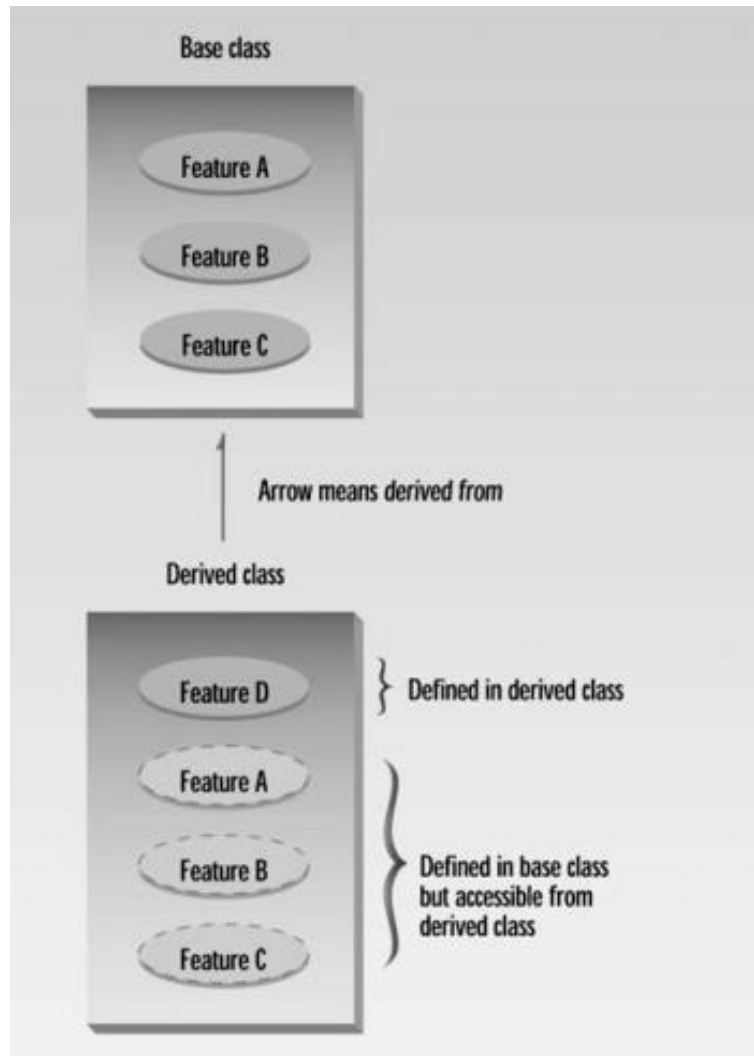 Base class
Feature A
Feature B
Feature C
Arrow means derived from
Derived class
Feature D
Defined in derived class
Feature A
Feature B
Defined in base class
but accessible from
derived class
Feature C